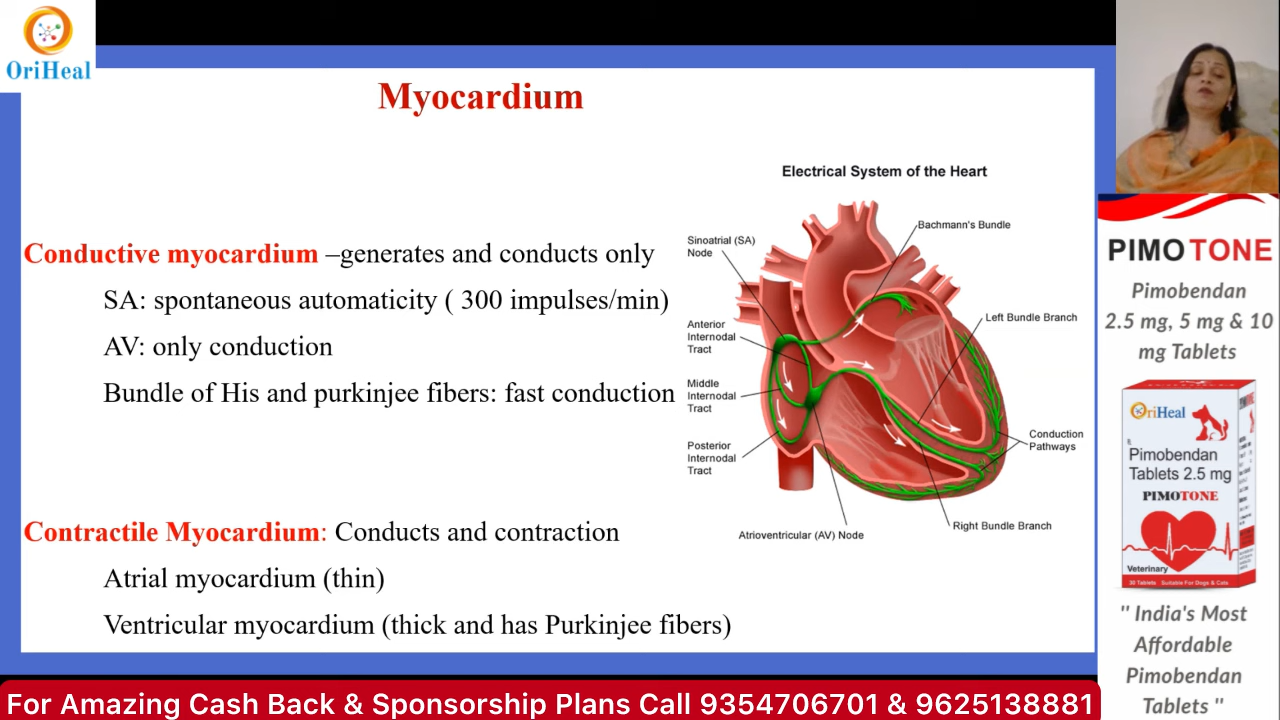 OriHeal
Myocardium
Conductive myocardium –generates and conducts only
SA: spontaneous automaticity ( 300 impulses/min)
AV: only conduction
Bundle of His and purkinjee fibers: fast conduction
Contractile Myocardium: Conducts and contraction
Atrial myocardium (thin)
Ventricular myocardium (thick and has Purkinjee fibers)
Electrical System of the Heart
Bachmann's Bundle
Sinoatrial (SA)
Node
Left Bundle Branch
Anterior
Internodal
Tract
Middle
Internodal
Tract
Posterior
Internodal
Tract
Conduction
Pathways
Right Bundle Branch
Atrioventricular (AV) Node
PIMOTONE
Pimobendan
2.5 mg, 5 mg & 10
mg Tablets
OriHeal
Pimobendan
Tablets 2.5 mg
PIMOTONE
Veterinary
30 Tablets Suitable For Dogs & Cats
" India's Most
Affordable
Pimobendan
Tablets "
For Amazing Cash Back & Sponsorship Plans Call 9354706701 & 9625138881